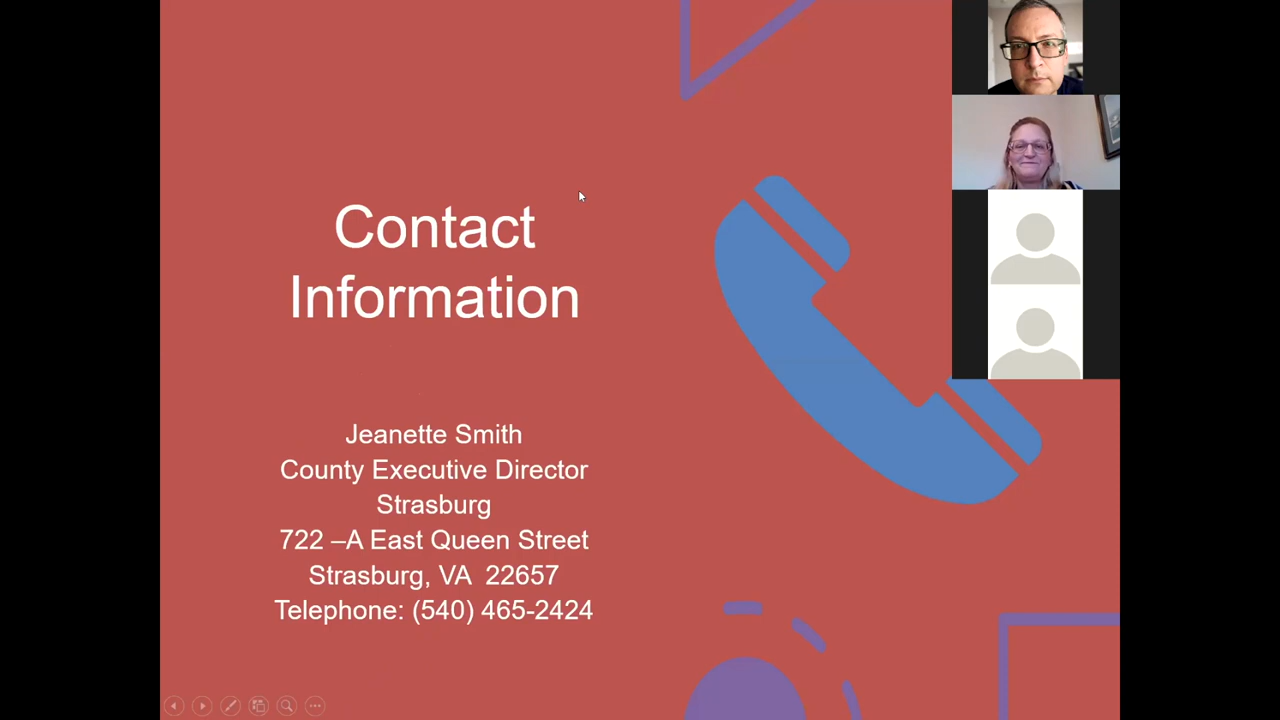 Contact
Information
Jeanette Smith
County Executive Director
Strasburg
722 –A East Queen Street
Strasburg, VA  22657
Telephone: (540) 465-2424